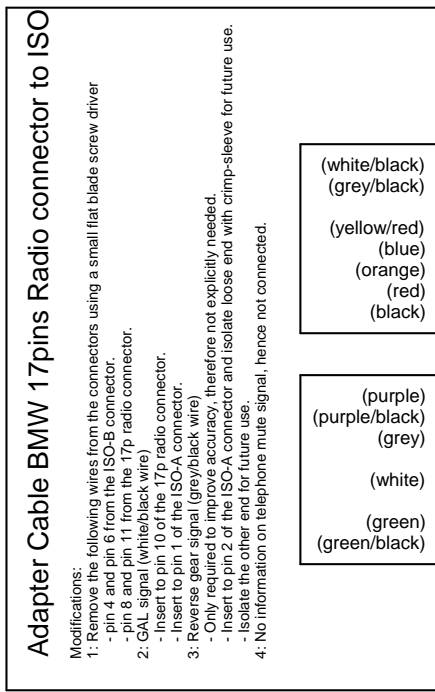 Adapter Cable BMW 17pins Radio connector to ISO
Modifications:
1: Remove the following wires from the connectors using a small flat blade screw driver
- pin 4 and pin 6 from the ISO-B connector.
- pin 8 and pin 11 from the 17p radio connector.
2: GAL signal (white/black wire)
- Insert to pin 10 of the 17p radio connector.
- Insert to pin 1 of the ISO-A connector.
3: Reverse gear signal (grey/black wire)
- Only required to improve accuracy, therefore not explicitly needed.
- Insert to pin 2 of the ISO-A connector and isolate loose end with crimp-sleeve for future use.
- Isolate the other end for future use.
4: No information on telephone mute signal, hence not connected.
(white/black)
(grey/black)
(yellow/red)
(blue)
(orange)
(red)
(black)
(purple)
(purple/black)
(grey)
(white)
(green)
(green/black)